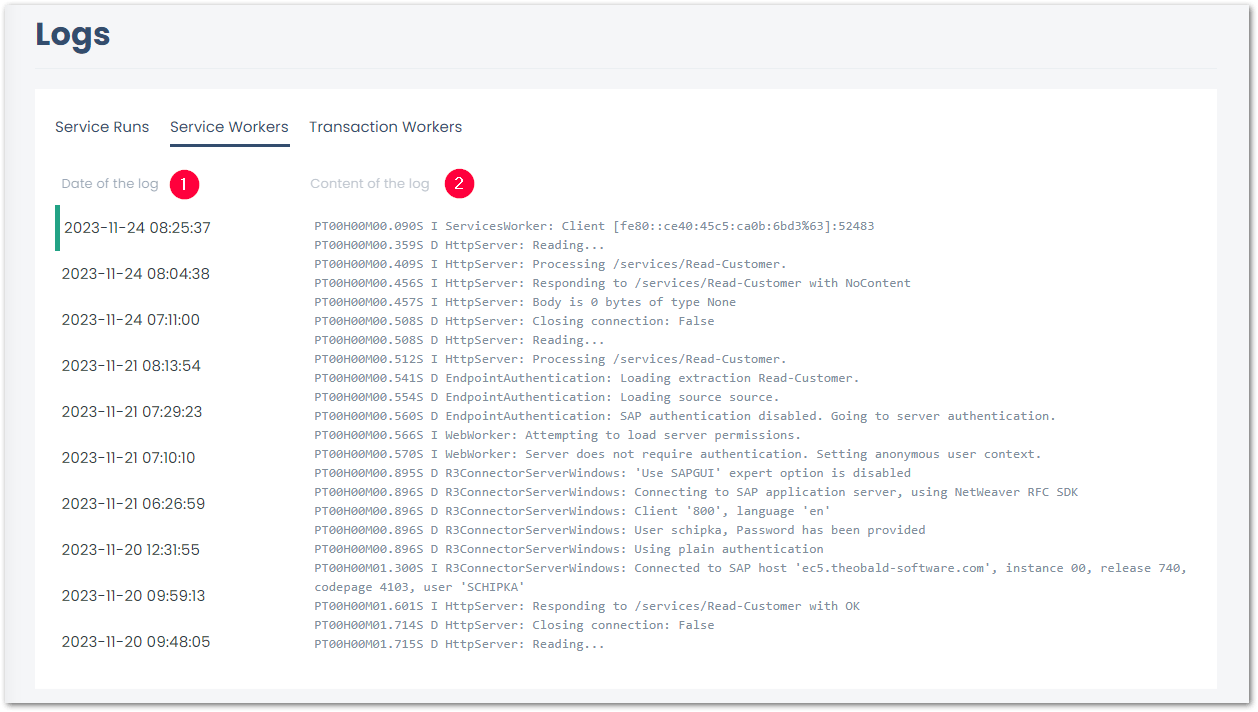 Logs
Service Runs Service Workers Transaction Workers
Date of the log 1 Content of the log 2
2023-11-24 08:25:37
2023-11-24 08:04:38
2023-11-24 07:11:00
2023-11-21 08:13:54
2023-11-21 07:29:23
2023-11-21 07:10:10
2023-11-21 06:26:59
2023-11-20 12:31:55
2023-11-20 09:59:13
2023-11-20 09:48:05
PT00H00M00.090S I ServicesWorker: Client [fe80::ce40:45c5:ca0b:6bd3%63]:52483
PT00H00M00.359S D HttpServer: Reading...
PT00H00M00.409S I HttpServer: Processing /services/Read-Customer.
PT00H00M00.456S I HttpServer: Responding to /services/Read-Customer with NoContent
PT00H00M00.457S I HttpServer: Body is 0 bytes of type None
PT00H00M00.508S D HttpServer: Closing connection: False
PT00H00M00.508S D HttpServer: Reading...
PT00H00M00.512S I HttpServer: Processing /services/Read-Customer.
PT00H00M00.541S D EndpointAuthentication: Loading extraction Read-Customer.
PT00H00M00.554S D EndpointAuthentication: Loading source source.
PT00H00M00.560S D EndpointAuthentication: SAP authentication disabled. Going to server authentication.
PT00H00M00.566S I WebWorker: Attempting to load server permissions.
PT00H00M00.570S I WebWorker: Server does not require authentication. Setting anonymous user context.
PT00H00M00.895S D R3ConnectorServerWindows: 'Use SAPGUI' expert option is disabled
PT00H00M00.896S D R3ConnectorServerWindows: Connecting to SAP application server, using NetWeaver RFC SDK
PT00H00M00.896S D R3ConnectorServerWindows: Client '800', language 'en'
PT00H00M00.896S D R3ConnectorServerWindows: User schipka, Password has been provided
PT00H00M00.896S D R3ConnectorServerWindows: Using plain authentication
PT00H00M01.300S I R3ConnectorServerWindows: Connected to SAP host 'ec5.theobald-software.com', instance 00, release 740,
codepage 4103, user 'SCHIPKA'
PT00H00M01.601S I HttpServer: Responding to /services/Read-Customer with OK
PT00H00M01.714S D HttpServer: Closing connection: False
PT00H00M01.715S D HttpServer: Reading...